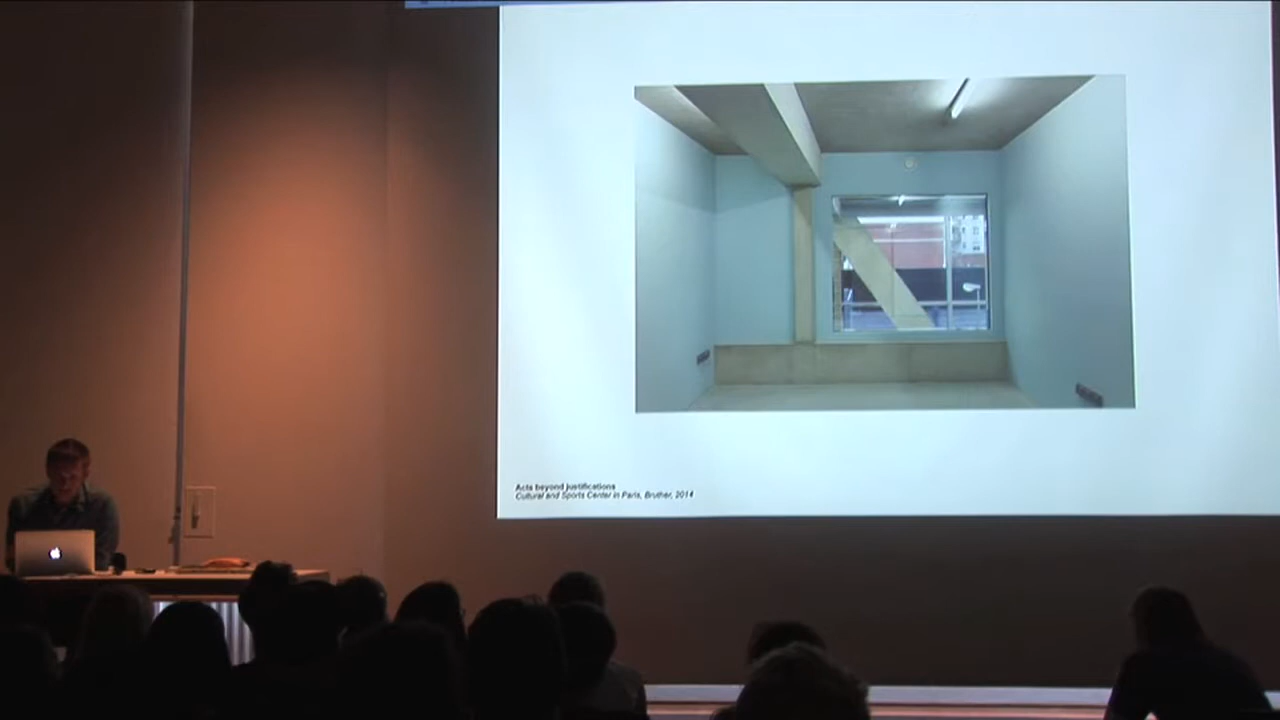 Acts beyond justifications
Cultural and Sports Center in Paris, Bruther, 2014